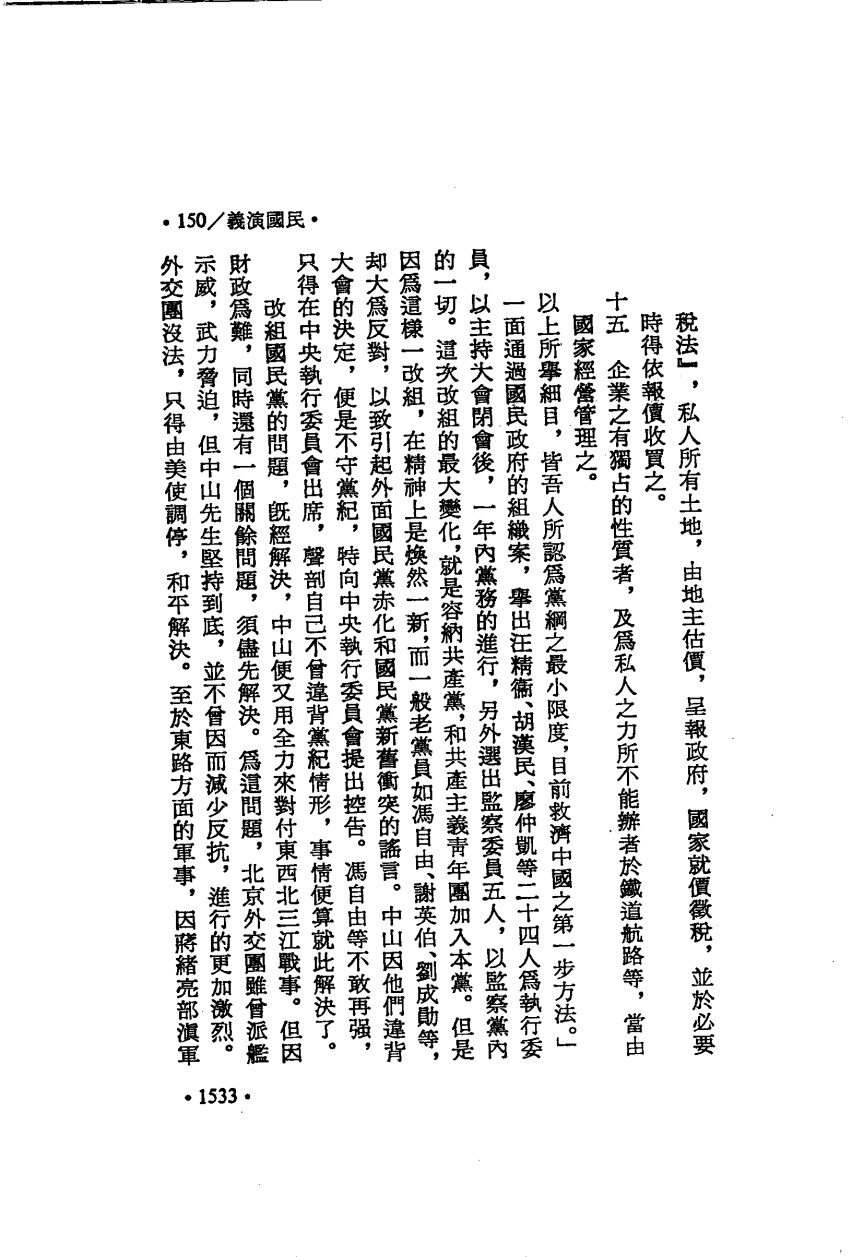 •150／義演國民•
稅法』，私人所有土地，由地主估價，呈報政府，國家就價徵稅，並於必要
時得依報價收買之。
十五　企業之有獨占的性質者，及爲私人之力所不能辦者於鐵道航路等，當由
國家經營管理之。
以上所舉細目，皆吾人所認爲黨綱之最小限度，目前救濟中國之第一步方法。」
一面通過國民政府的組織案，舉出汪精衞、胡漢民、廖仲凱等二十四人爲執行委
員，以主持大會閉會後，一年內黨務的進行，另外選出監察委員五人，以監察黨內
的一切。這次改組的最大變化，就是容納共產黨，和共產主義青年團加入本黨。但是
因爲這樣一改組，在精神上是煥然一新，而一般老黨員如馮自由、謝英伯、劉成勛等，
却大爲反對，以致引起外面國民黨赤化和國民黨新舊衝突的謠言。中山因他們違背
大會的決定，便是不守黨紀，特向中央執行委員會提出控告。馮自由等不敢再强，
只得在中央執行委員會出席，聲剖自己不曾違背黨紀情形，事情便算就此解決了。
改組國民黨的問題，旣經解決，中山便又用全力來對付東西北三江戰事。但因
財政爲難，同時還有一個關餘問題，須儘先解決。爲這問題，北京外交團雖曾派艦
示威，武力脅迫，但中山先生堅持到底，並不曾因而減少反抗，進行的更加激烈。
外交團沒法，只得由美使調停，和平解決。至於東路方面的軍事，因蔣緒亮部滇軍
•1533•